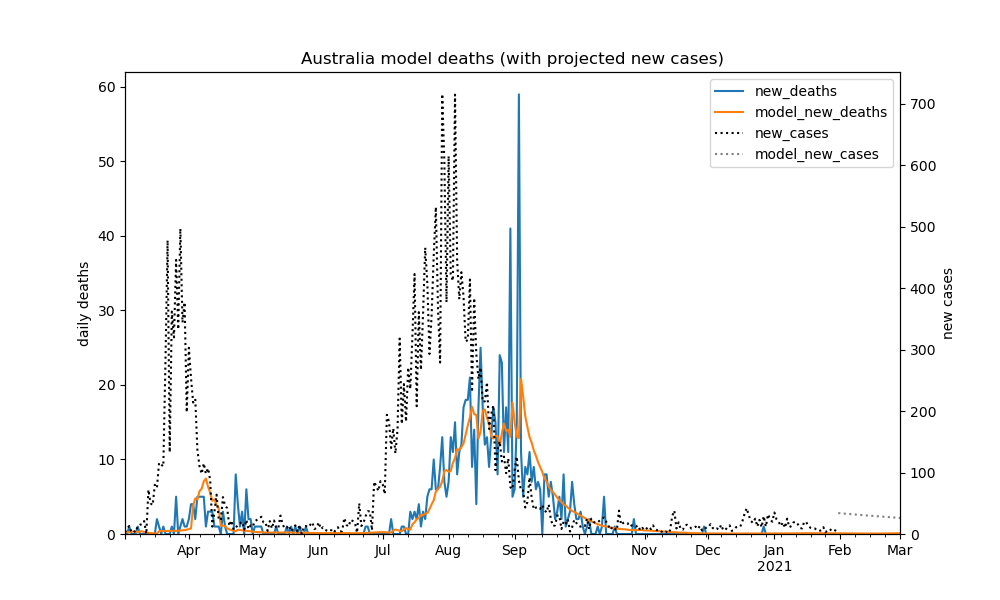 Australia model deaths (with projected new cases)
60
50
40
30
20
10
0
daily deaths
700
600
500
400
300
200
100
0
new cases
new_deaths
model_new_deaths
new_cases
model_new_cases
Apr May Jun Jul Aug Sep Oct Nov Dec Jan Feb Mar
2021